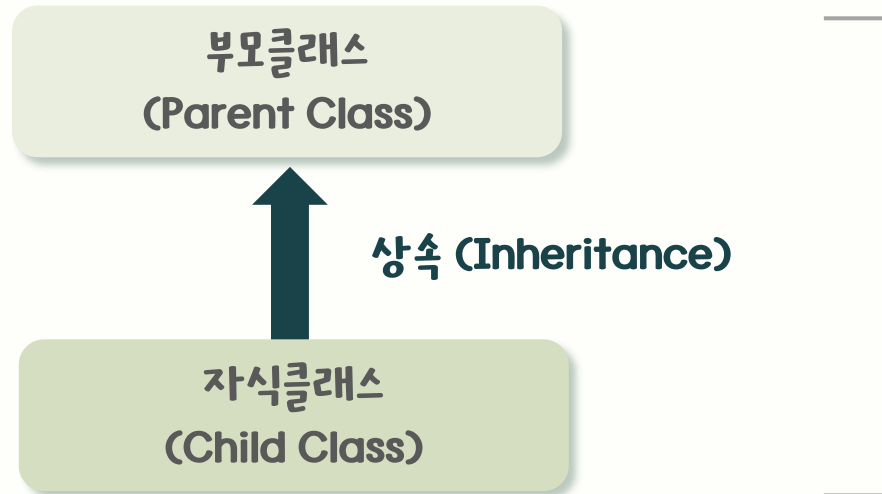 부모클래스
(Parent Class)
상속 (Inheritance)
자식클래스
(Child Class)